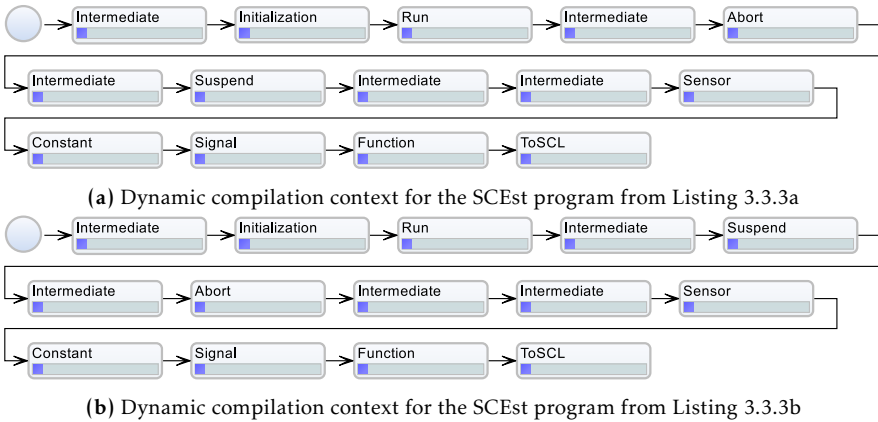 Intermediate Initialization Run Intermediate Abort
Intermediate Suspend Intermediate Intermediate Sensor
Constant Signal Function ToSCL
(a) Dynamic compilation context for the SCEst program from Listing 3.3.3a
Intermediate Initialization Run Intermediate Suspend
Intermediate Abort Intermediate Intermediate Sensor
Constant Signal Function ToSCL
(b) Dynamic compilation context for the SCEst program from Listing 3.3.3b